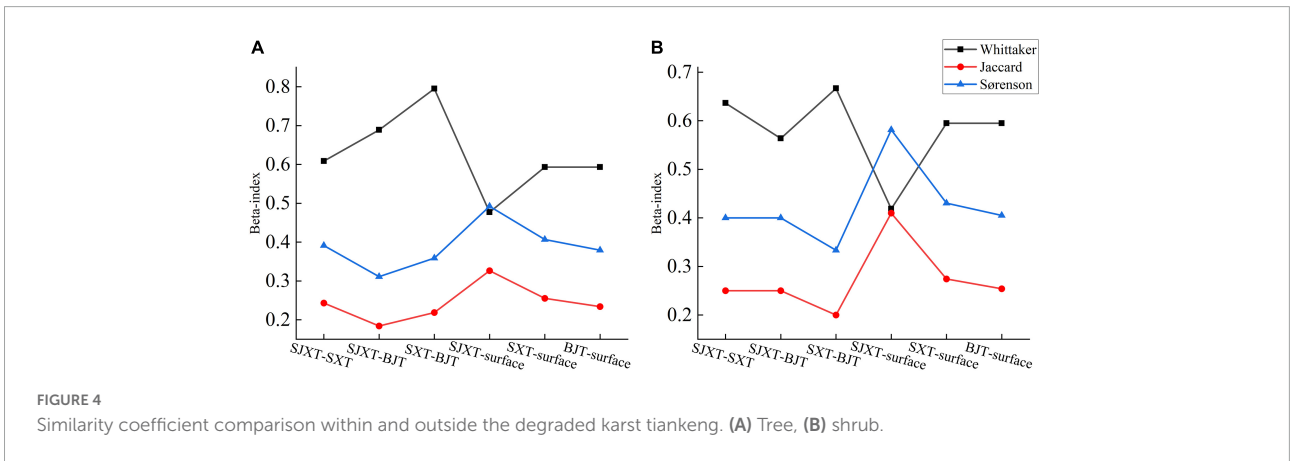 A
B
Whittaker
Jaccard
Sørenson
Beta-index
0.8
0.7
0.6
0.5
0.4
0.3
0.2
SJXT-SXT
SJXT-BJT
SXT-BJT
SJXT-surface
SXT-surface
BJT-surface
Beta-index
0.7
0.6
0.5
0.4
0.3
0.2
SJXT-SXT
SJXT-BJT
SXT-BJT
SJXT-surface
SXT-surface
BJT-surface
FIGURE 4
Similarity coefficient comparison within and outside the degraded karst tiankeng. (A) Tree, (B) shrub.